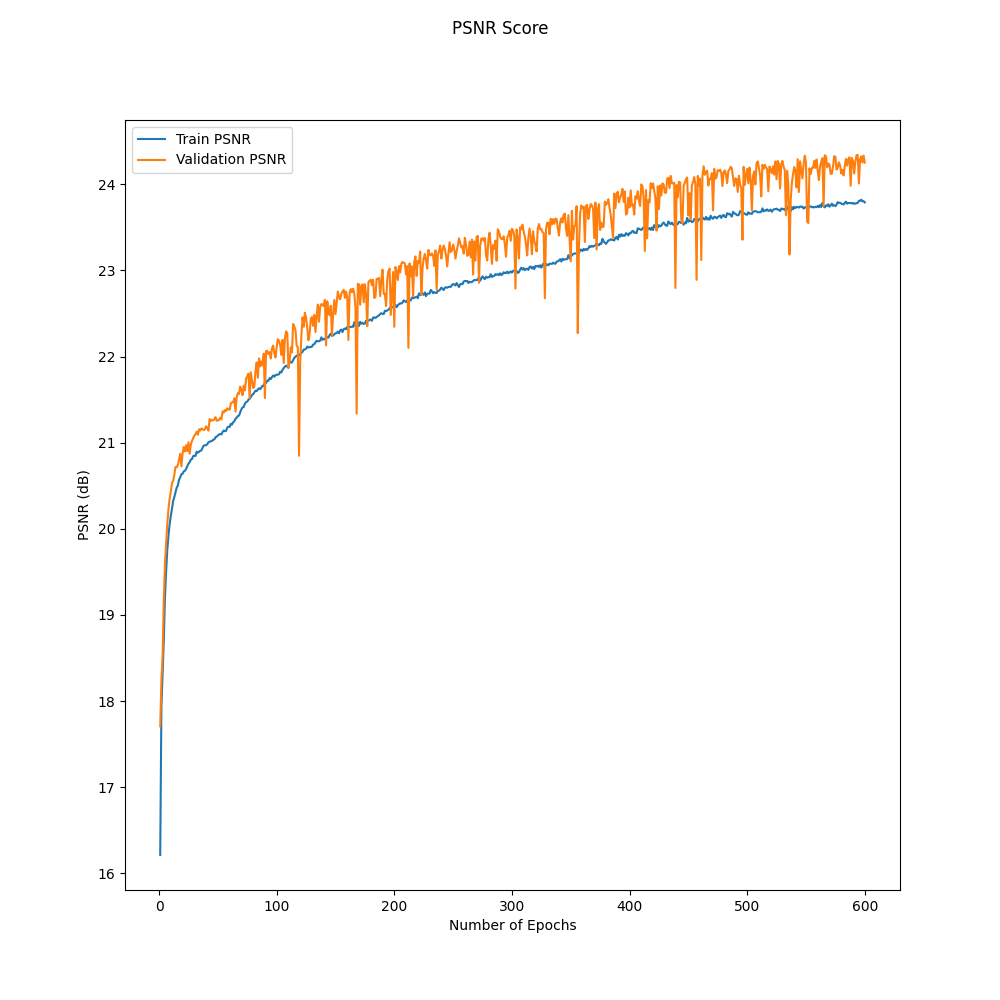 PSNR Score
Train PSNR
Validation PSNR
24
23
22
21
20
19
18
17
16
PSNR (dB)
0 100 200 300 400 500 600
Number of Epochs